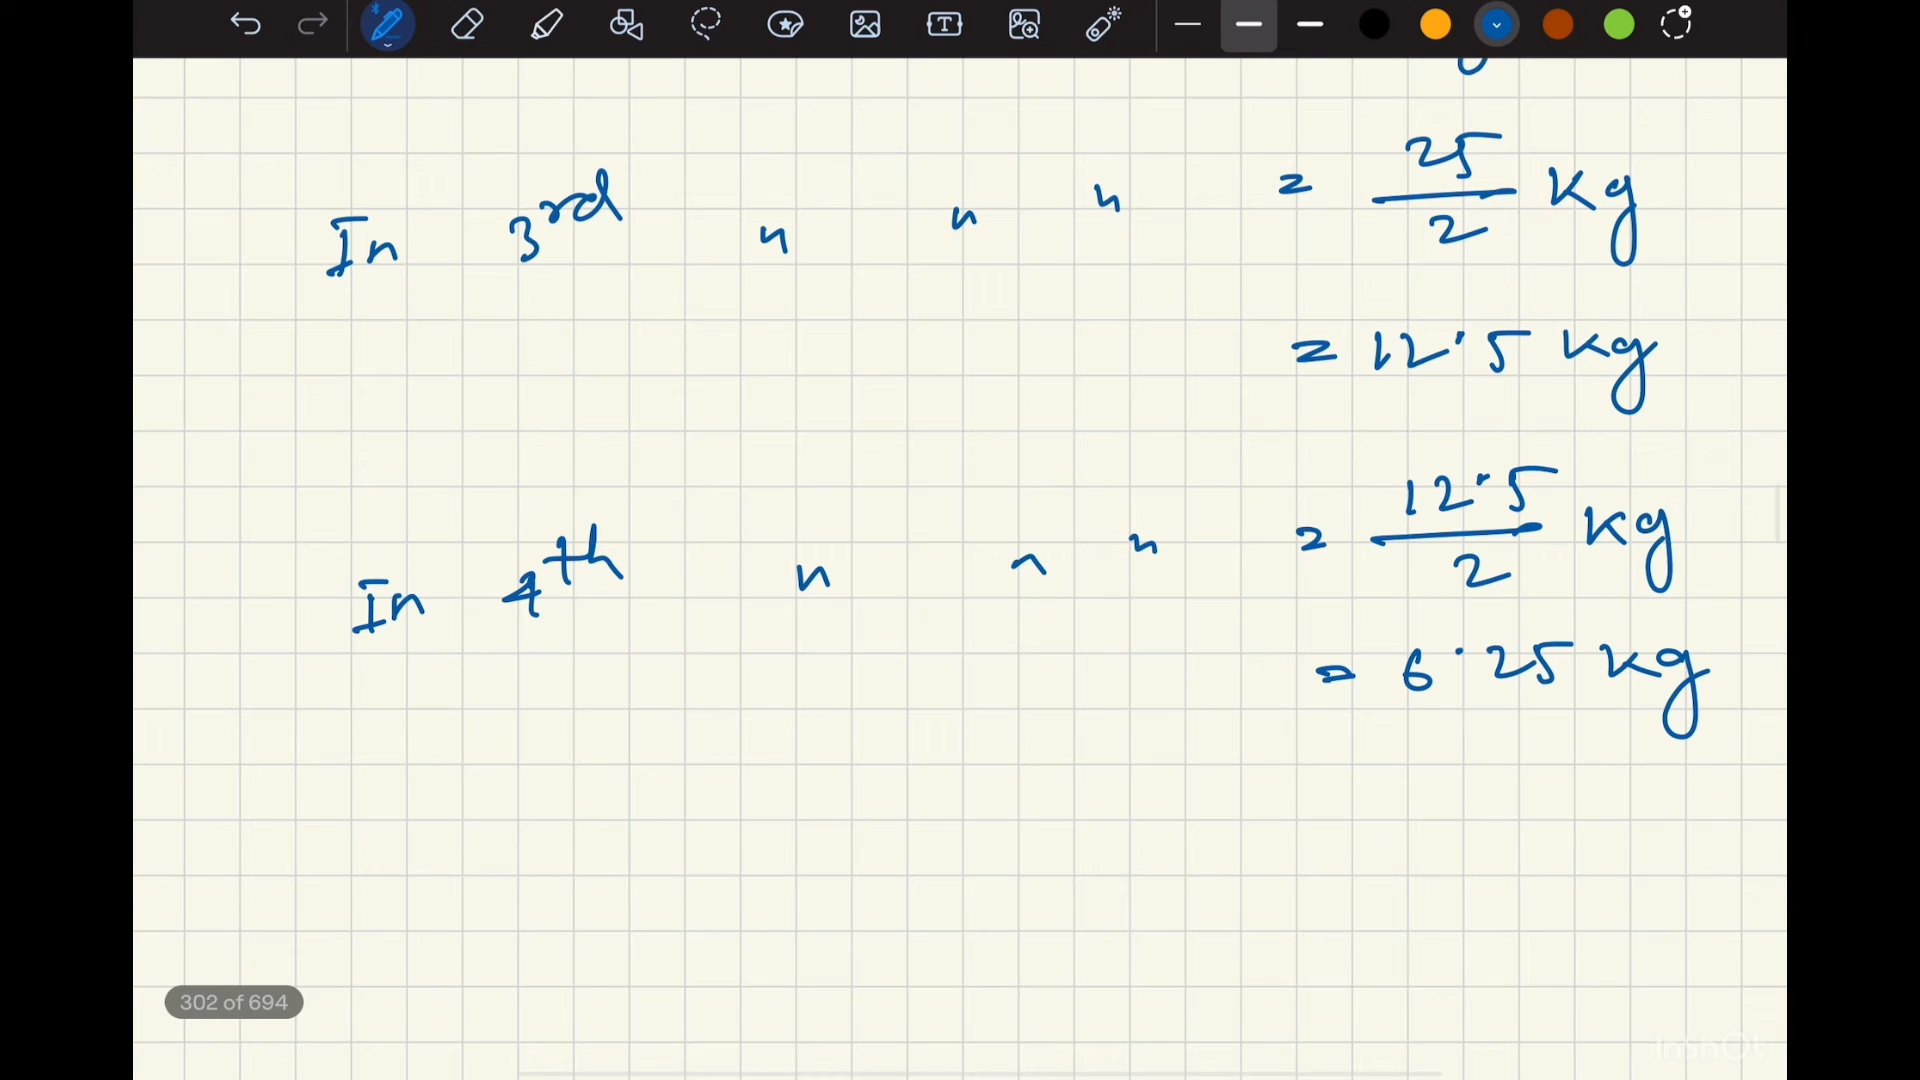 In 3rd " " " = 25/2 Kg
= 12.5 kg
In 4th " " " = 12.5/2 kg
= 6.25 kg
302 of 694
InShOt